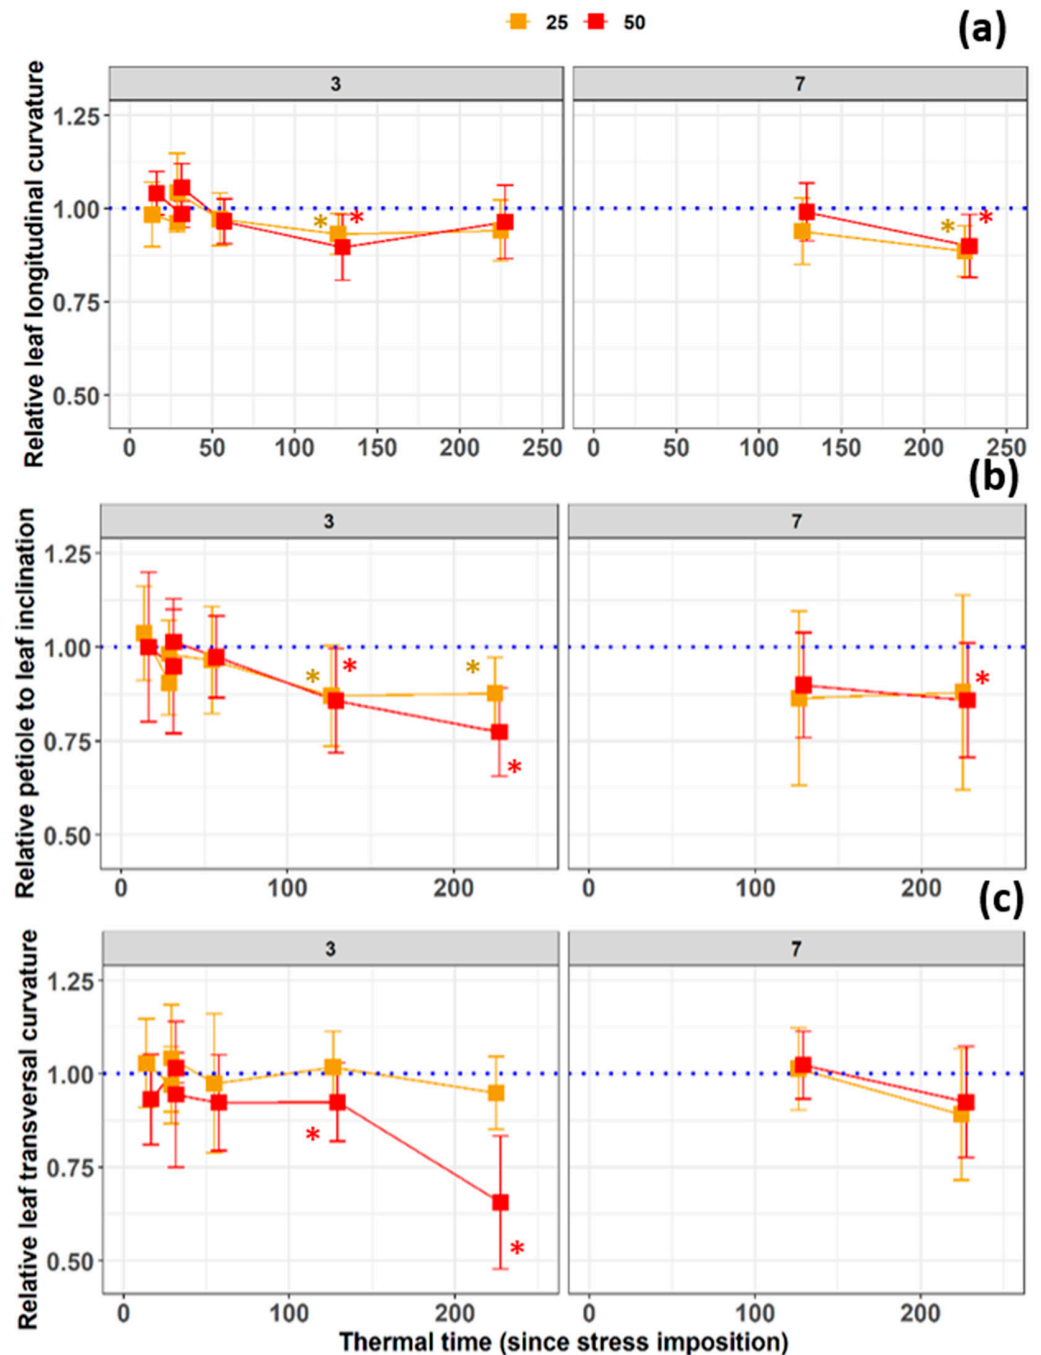 25 50
(a)
3 7
Relative leaf longitudinal curvature
1.25
1.00
0.75
0.50
* * * *
0 50 100 150 200 250 0 50 100 150 200 250
(b)
3 7
Relative petiole to leaf inclination
1.25
1.00
0.75
0.50
* * * * *
0 100 200 0 100 200
(c)
3 7
Relative leaf transversal curvature
1.25
1.00
0.75
0.50
* *
0 100 200 0 100 200
Thermal time (since stress imposition)